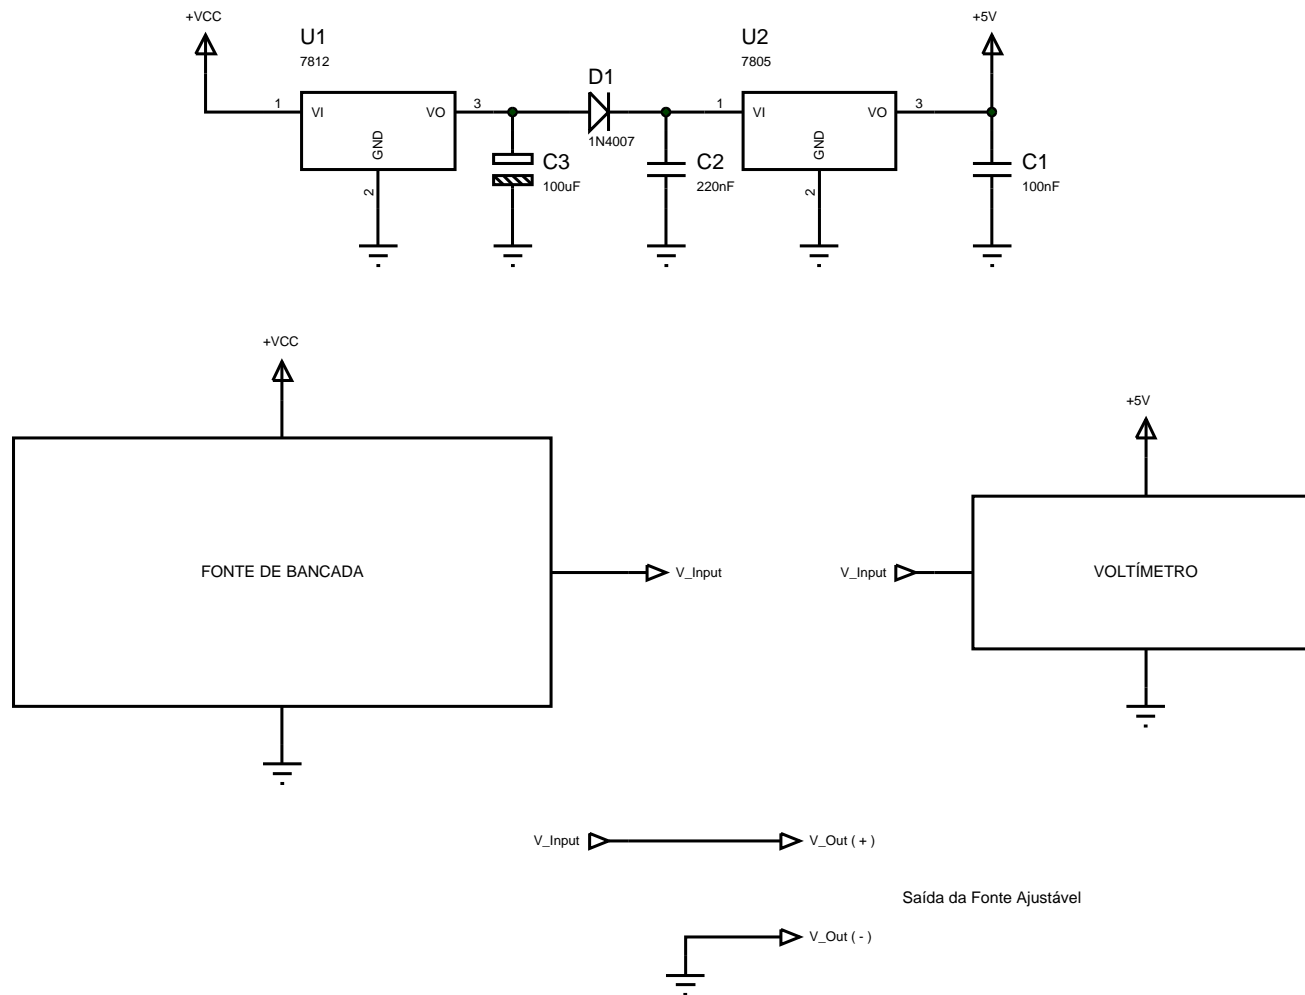 +VCC
U1
7812
1
VI
VO
3
GND
2
C3
100uF
D1
1N4007
C2
220nF
U2
7805
1
VI
VO
3
GND
2
+5V
C1
100nF
+VCC
FONTE DE BANCADA
V_Input
+5V
V_Input
VOLTÍMETRO
V_Input
V_Out ( + )
Saída da Fonte Ajustável
V_Out ( - )